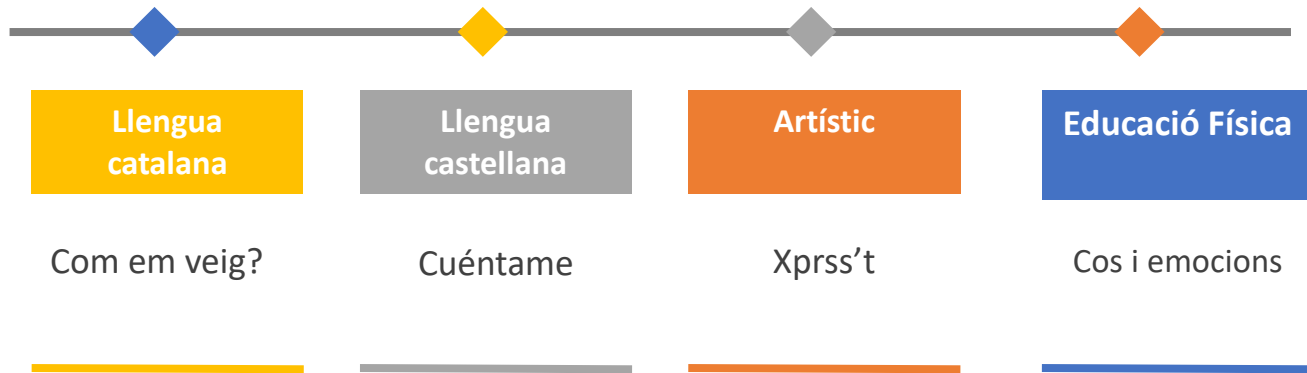 Llengua
catalana
Llengua
castellana
Artístic
Educació Física
Com em veig?
Cuéntame
Xprss't
Cos i emocions